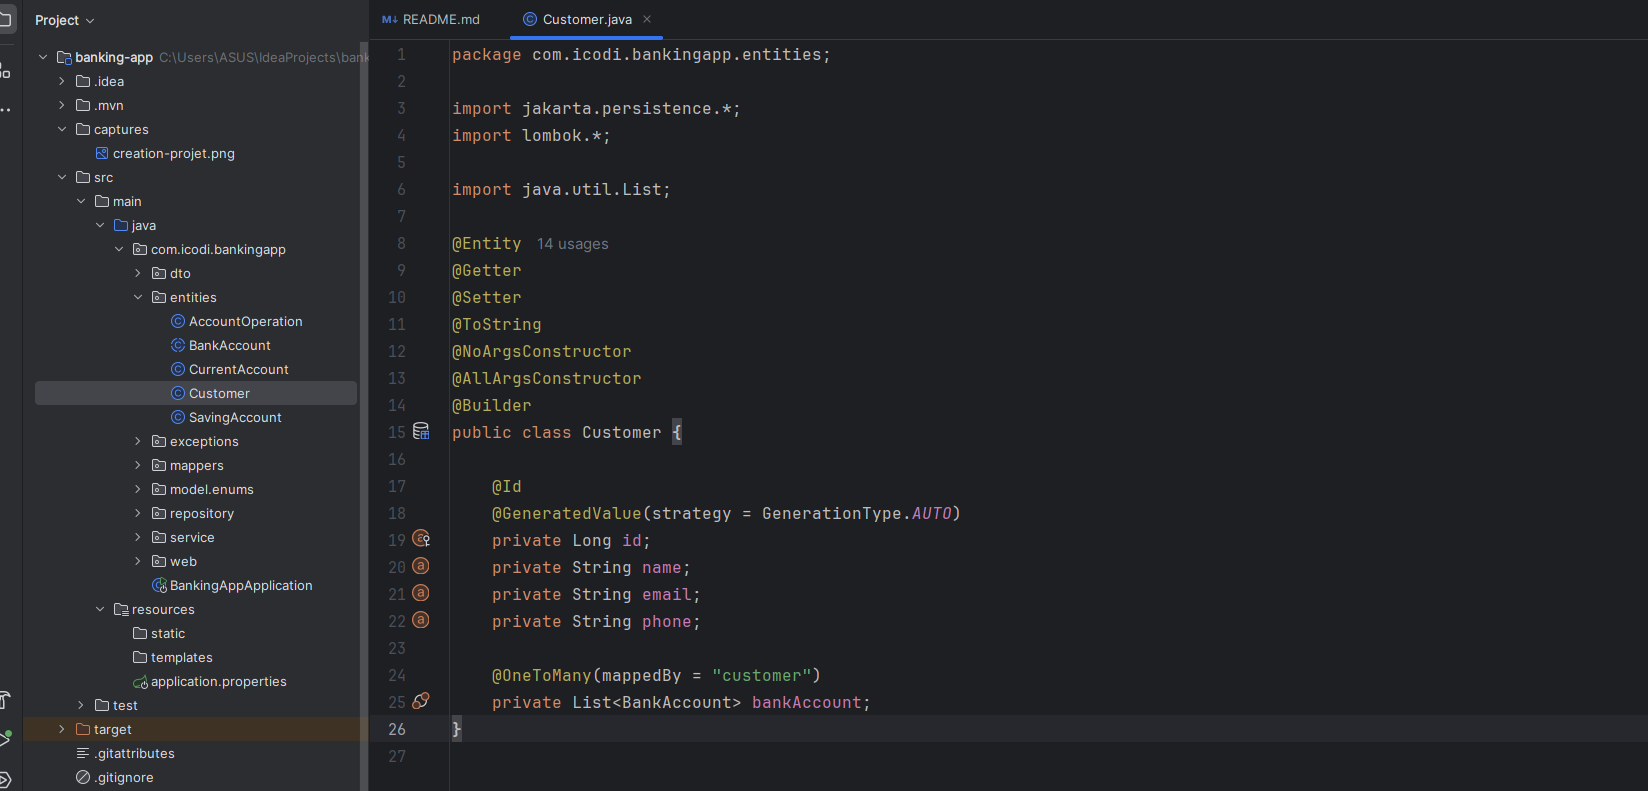 Project
banking-app C:\Users\ASUS\IdeaProjects\bank
.idea
.mvn
captures
creation-projet.png
src
main
java
com.icodi.bankingapp
dto
entities
AccountOperation
BankAccount
CurrentAccount
Customer
SavingAccount
exceptions
mappers
model.enums
repository
service
web
BankingAppApplication
resources
static
templates
application.properties
test
target
.gitattributes
.gitignore
README.md
Customer.java
1 package com.icodi.bankingapp.entities;
2
3 import jakarta.persistence.*;
4 import lombok.*;
5
6 import java.util.List;
7
8 @Entity 14 usages
9 @Getter
10 @Setter
11 @ToString
12 @NoArgsConstructor
13 @AllArgsConstructor
14 @Builder
15 public class Customer {
16
17 @Id
18 @GeneratedValue(strategy = GenerationType.AUTO)
19 private Long id;
20 private String name;
21 private String email;
22 private String phone;
23
24 @OneToMany(mappedBy = "customer")
25 private List<BankAccount> bankAccount;
26 }
27